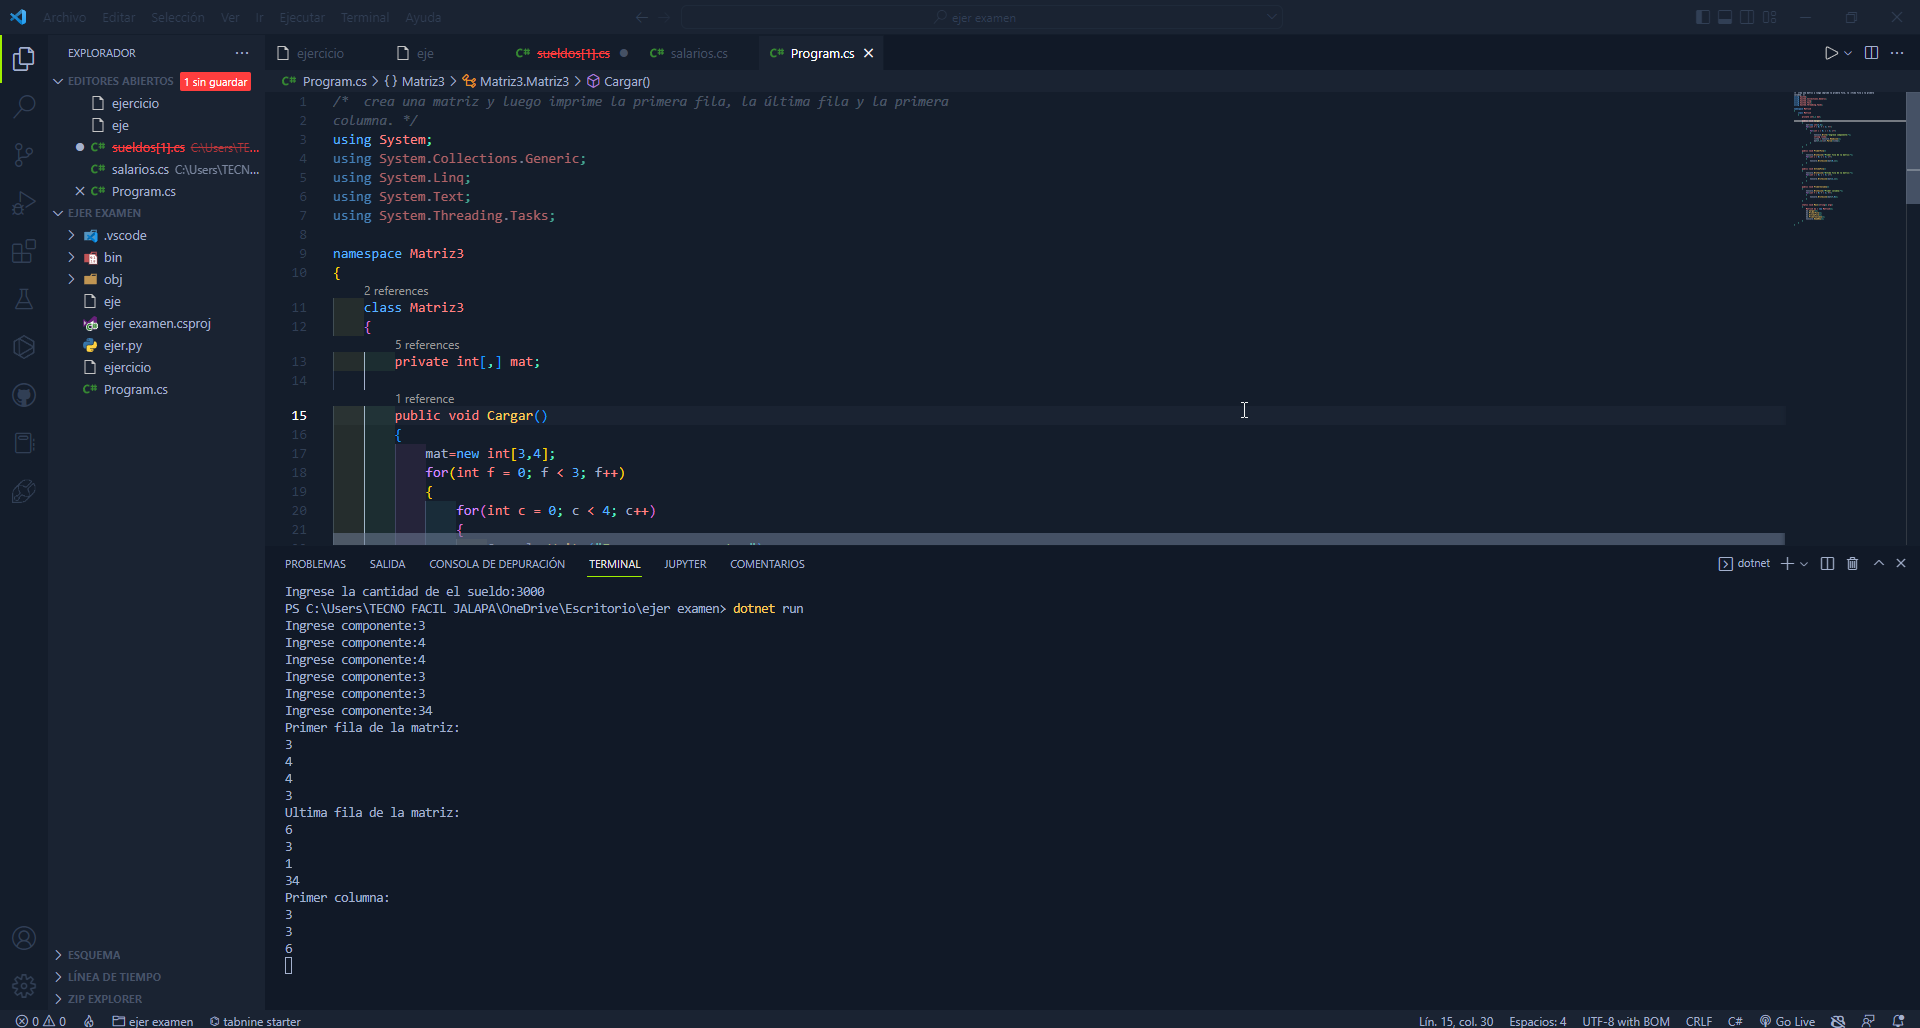 Archivo Editar Selección Ver Ir Ejecutar Terminal Ayuda
ejer examen
EXPLORADOR
EDITORES ABIERTOS 1 sin guardar
ejercicio
eje
sueldos[1].cs C:\Users\TE...
salarios.cs C:\Users\TECN...
Program.cs
EJER EXAMEN
.vscode
bin
obj
eje
ejer examen.csproj
ejer.py
ejercicio
Program.cs
ESQUEMA
LÍNEA DE TIEMPO
ZIP EXPLORER
ejercicio eje C# sueldos[1].cs C# salarios.cs C# Program.cs
C# Program.cs > {} Matriz3 > Matriz3.Matriz3 > Cargar()
1 /* crea una matriz y luego imprime la primera fila, la última fila y la primera
2 columna. */
3 using System;
4 using System.Collections.Generic;
5 using System.Linq;
6 using System.Text;
7 using System.Threading.Tasks;
8
9 namespace Matriz3
10 {
2 references
11 class Matriz3
12 {
5 references
13 private int[,] mat;
14
1 reference
15 public void Cargar()
16 {
17 mat=new int[3,4];
18 for(int f = 0; f < 3; f++)
19 {
20 for(int c = 0; c < 4; c++)
21 {
PROBLEMAS SALIDA CONSOLA DE DEPURACIÓN TERMINAL JUPYTER COMENTARIOS
dotnet
Ingrese la cantidad de el sueldo:3000
PS C:\Users\TECNO FACIL JALAPA\OneDrive\Escritorio\ejer examen> dotnet run
Ingrese componente:3
Ingrese componente:4
Ingrese componente:4
Ingrese componente:3
Ingrese componente:3
Ingrese componente:34
Primer fila de la matriz:
3
4
4
3
Ultima fila de la matriz:
6
3
1
34
Primer columna:
3
3
6
0 0 ejer examen tabnine starter
Lín. 15, col. 30 Espacios: 4 UTF-8 with BOM CRLF C# Go Live